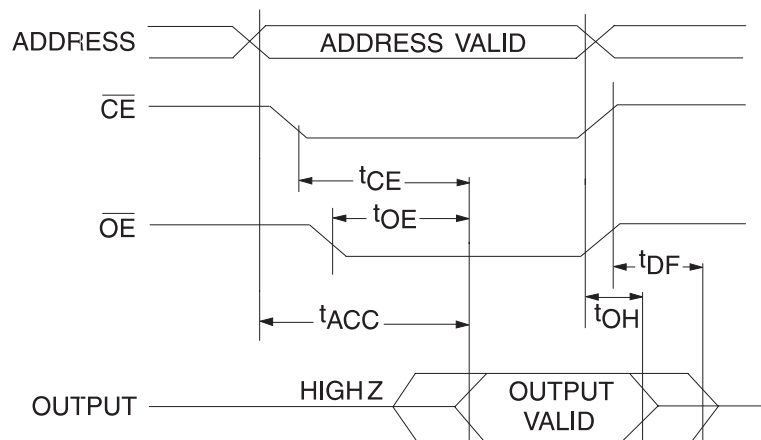 ADDRESS ADDRESS VALID
CE
tCE
tOE
OE
tDF
tACC
tOH
HIGH Z OUTPUT
OUTPUT VALID